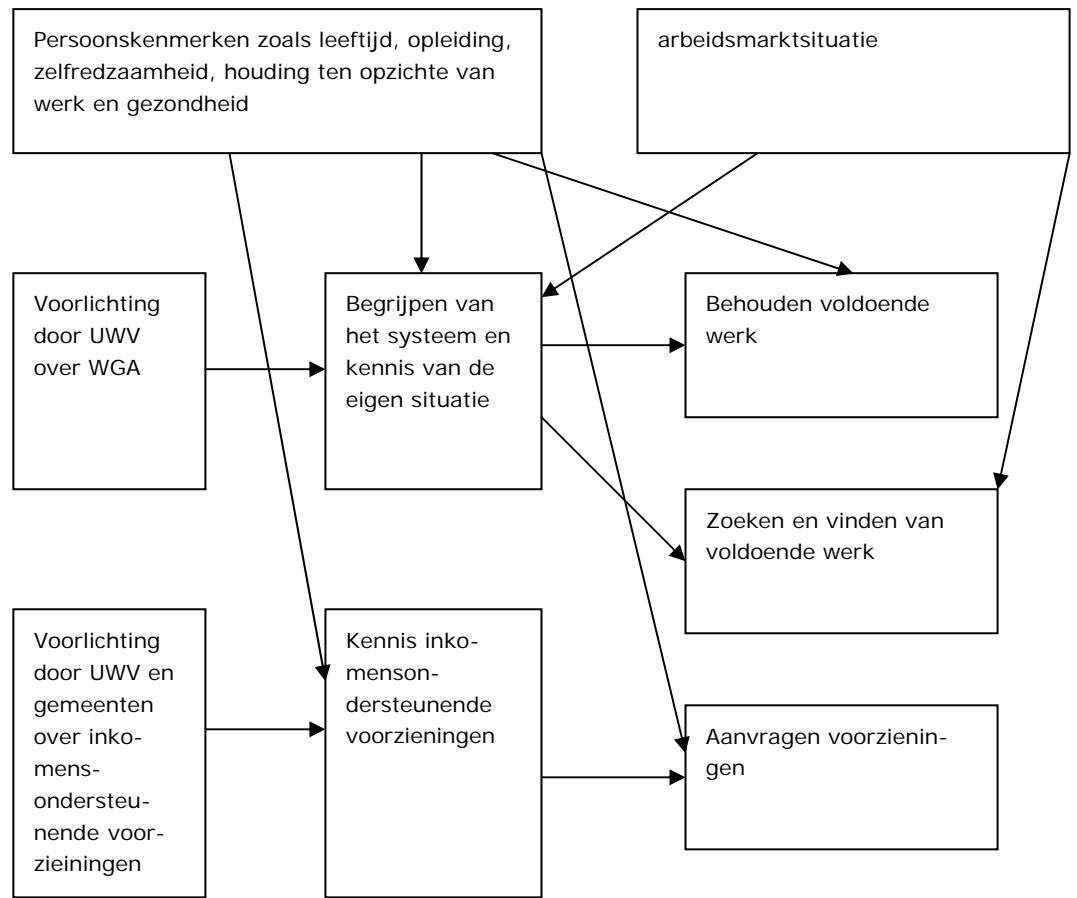 Persoonskenmerken zoals leeftijd, opleiding,
zelfredzaamheid, houding ten opzichte van
werk en gezondheid
arbeidsmarktsituatie
Voorlichting
door UWV
over WGA
Begrijpen van
het systeem en
kennis van de
eigen situatie
Behouden voldoende
werk
Zoeken en vinden van
voldoende werk
Voorlichting
door UWV en
gemeenten
over inko-
mens-
ondersteu-
nende voor-
zieiningen
Kennis inko-
menson-
dersteunende
voorzieningen
Aanvragen voorzienin-
gen